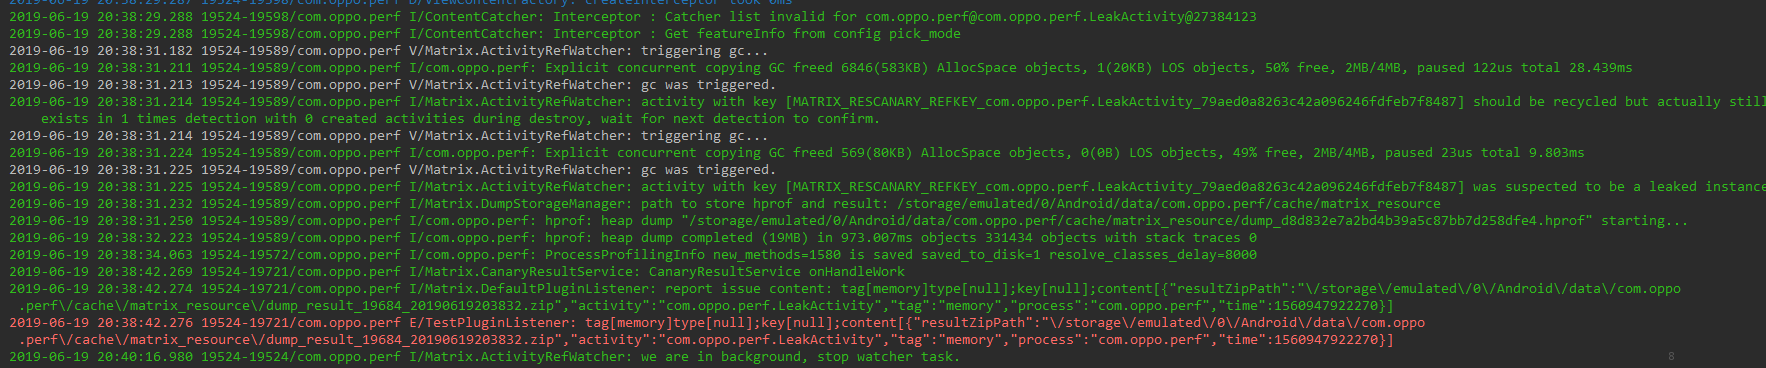 2019-06-19 20:38:29.287 19524-19598/com.oppo.perf D/ViewContentFactory: createInterceptor took 6ms
2019-06-19 20:38:29.288 19524-19598/com.oppo.perf I/ContentCatcher: Interceptor : Catcher list invalid for com.oppo.perf@com.oppo.perf.LeakActivity@27384123
2019-06-19 20:38:29.288 19524-19598/com.oppo.perf I/ContentCatcher: Interceptor : Get featureInfo from config pick_mode
2019-06-19 20:38:31.182 19524-19589/com.oppo.perf V/Matrix.ActivityRefWatcher: triggering gc...
2019-06-19 20:38:31.211 19524-19589/com.oppo.perf I/com.oppo.perf: Explicit concurrent copying GC freed 6846(583KB) AllocSpace objects, 1(20KB) LOS objects, 50% free, 2MB/4MB, paused 122us total 28.439ms
2019-06-19 20:38:31.213 19524-19589/com.oppo.perf V/Matrix.ActivityRefWatcher: gc was triggered.
2019-06-19 20:38:31.214 19524-19589/com.oppo.perf I/Matrix.ActivityRefWatcher: activity with key [MATRIX_RESCANARY_REFKEY_com.oppo.perf.LeakActivity_79aed0a8263c42a096246fdfeb7f8487] should be recycled but actually still
exists in 1 times detection with 0 created activities during destroy, wait for next detection to confirm.
2019-06-19 20:38:31.214 19524-19589/com.oppo.perf V/Matrix.ActivityRefWatcher: triggering gc...
2019-06-19 20:38:31.224 19524-19589/com.oppo.perf I/com.oppo.perf: Explicit concurrent copying GC freed 569(80KB) AllocSpace objects, 0(0B) LOS objects, 49% free, 2MB/4MB, paused 23us total 9.803ms
2019-06-19 20:38:31.225 19524-19589/com.oppo.perf V/Matrix.ActivityRefWatcher: gc was triggered.
2019-06-19 20:38:31.225 19524-19589/com.oppo.perf I/Matrix.ActivityRefWatcher: activity with key [MATRIX_RESCANARY_REFKEY_com.oppo.perf.LeakActivity_79aed0a8263c42a096246fdfeb7f8487] was suspected to be a leaked instance
2019-06-19 20:38:31.232 19524-19589/com.oppo.perf I/Matrix.DumpStorageManager: path to store hprof and result: /storage/emulated/0/Android/data/com.oppo.perf/cache/matrix_resource
2019-06-19 20:38:31.250 19524-19589/com.oppo.perf I/com.oppo.perf: hprof: heap dump "/storage/emulated/0/Android/data/com.oppo.perf/cache/matrix_resource/dump_d8d832e7a2bd4b39a5c87bb7d258dfe4.hprof" starting...
2019-06-19 20:38:32.223 19524-19589/com.oppo.perf I/com.oppo.perf: hprof: heap dump completed (19MB) in 973.007ms objects 331434 objects with stack traces 0
2019-06-19 20:38:34.063 19524-19572/com.oppo.perf I/com.oppo.perf: ProcessProfilingInfo new_methods=1580 is saved saved_to_disk=1 resolve_classes_delay=8000
2019-06-19 20:38:42.269 19524-19721/com.oppo.perf I/Matrix.CanaryResultService: CanaryResultService onHandleWork
2019-06-19 20:38:42.274 19524-19721/com.oppo.perf I/Matrix.DefaultPluginListener: report issue content: tag[memory]type[null];key[null];content[{"resultZipPath":"\/storage\/emulated\/0\/Android\/data\/com.oppo
.perf\/cache\/matrix_resource\/dump_result_19684_20190619203832.zip","activity":"com.oppo.perf.LeakActivity","tag":"memory","process":"com.oppo.perf","time":1560947922270}]
2019-06-19 20:38:42.276 19524-19721/com.oppo.perf E/TestPluginListener: tag[memory]type[null];key[null];content[{"resultZipPath":"\/storage\/emulated\/0\/Android\/data\/com.oppo
.perf\/cache\/matrix_resource\/dump_result_19684_20190619203832.zip","activity":"com.oppo.perf.LeakActivity","tag":"memory","process":"com.oppo.perf","time":1560947922270}]
2019-06-19 20:40:16.980 19524-19524/com.oppo.perf I/Matrix.ActivityRefWatcher: we are in background, stop watcher task.
8